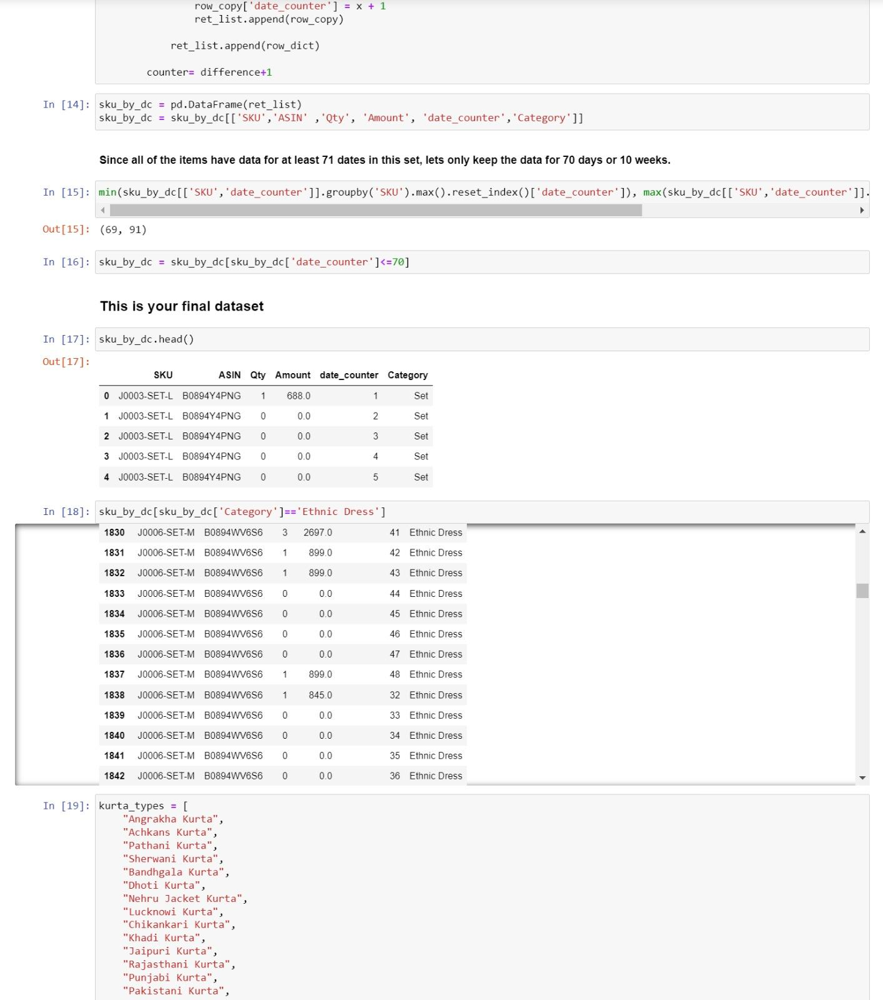 row_copy['date_counter'] = x + 1
ret_list.append(row_copy)
ret_list.append(row_dict)
counter= difference+1
In [14]: sku_by_dc = pd.DataFrame(ret_list)
sku_by_dc = sku_by_dc[['SKU','ASIN' ,'Qty', 'Amount', 'date_counter','Category']]
Since all of the items have data for at least 71 dates in this set, lets only keep the data for 70 days or 10 weeks.
In [15]: min(sku_by_dc[['SKU','date_counter']].groupby('SKU').max().reset_index()['date_counter']), max(sku_by_dc[['SKU','date_counter']].
Out[15]: (69, 91)
In [16]: sku_by_dc = sku_by_dc[sku_by_dc['date_counter']<=70]
This is your final dataset
In [17]: sku_by_dc.head()
Out[17]:
SKU ASIN Qty Amount date_counter Category
0 J0003-SET-L B0894Y4PNG 1 688.0 1 Set
1 J0003-SET-L B0894Y4PNG 0 0.0 2 Set
2 J0003-SET-L B0894Y4PNG 0 0.0 3 Set
3 J0003-SET-L B0894Y4PNG 0 0.0 4 Set
4 J0003-SET-L B0894Y4PNG 0 0.0 5 Set
In [18]: sku_by_dc[sku_by_dc['Category']=='Ethnic Dress']
1830 J0006-SET-M B0894WV6S6 3 2697.0 41 Ethnic Dress
1831 J0006-SET-M B0894WV6S6 1 899.0 42 Ethnic Dress
1832 J0006-SET-M B0894WV6S6 1 899.0 43 Ethnic Dress
1833 J0006-SET-M B0894WV6S6 0 0.0 44 Ethnic Dress
1834 J0006-SET-M B0894WV6S6 0 0.0 45 Ethnic Dress
1835 J0006-SET-M B0894WV6S6 0 0.0 46 Ethnic Dress
1836 J0006-SET-M B0894WV6S6 0 0.0 47 Ethnic Dress
1837 J0006-SET-M B0894WV6S6 1 899.0 48 Ethnic Dress
1838 J0006-SET-M B0894WV6S6 1 845.0 32 Ethnic Dress
1839 J0006-SET-M B0894WV6S6 0 0.0 33 Ethnic Dress
1840 J0006-SET-M B0894WV6S6 0 0.0 34 Ethnic Dress
1841 J0006-SET-M B0894WV6S6 0 0.0 35 Ethnic Dress
1842 J0006-SET-M B0894WV6S6 0 0.0 36 Ethnic Dress
In [19]: kurta_types = [
"Angrakha Kurta",
"Achkans Kurta",
"Pathani Kurta",
"Sherwani Kurta",
"Bandhgala Kurta",
"Dhoti Kurta",
"Nehru Jacket Kurta",
"Lucknowi Kurta",
"Chikankari Kurta",
"Khadi Kurta",
"Jaipuri Kurta",
"Rajasthani Kurta",
"Punjabi Kurta",
"Pakistani Kurta",